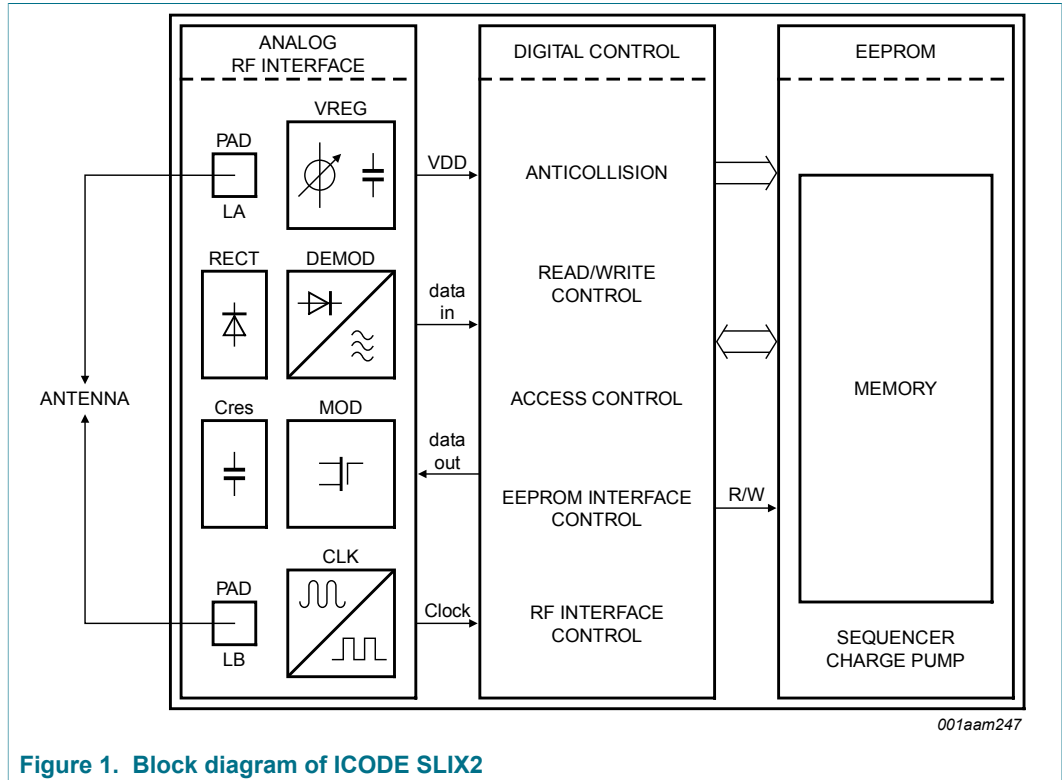 ANALOG
RF INTERFACE
DIGITAL CONTROL
EEPROM
VREG
PAD
LA
VDD
ANTICOLLISION
RECT
DEMOD
data
in
READ/WRITE
CONTROL
ANTENNA
MEMORY
Cres
MOD
data
out
ACCESS CONTROL
EEPROM INTERFACE
CONTROL
R/W
CLK
PAD
LB
Clock
RF INTERFACE
CONTROL
SEQUENCER
CHARGE PUMP
001aam247
Figure 1. Block diagram of ICODE SLIX2